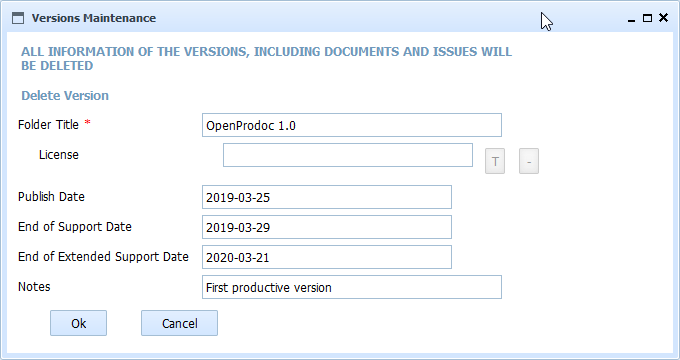 Versions Maintenance
ALL INFORMATION OF THE VERSIONS, INCLUDING DOCUMENTS AND ISSUES WILL
BE DELETED
Delete Version
Folder Title * OpenProdoc 1.0
License T -
Publish Date 2019-03-25
End of Support Date 2019-03-29
End of Extended Support Date 2020-03-21
Notes First productive version
Ok Cancel